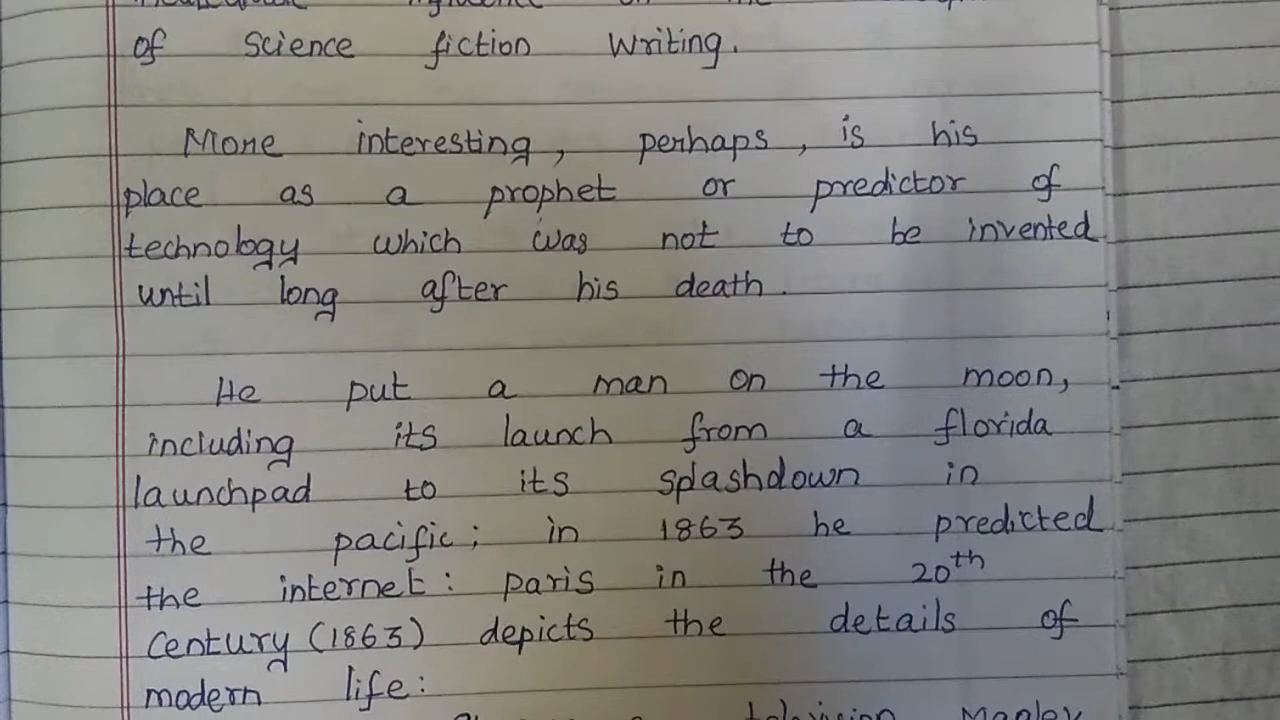 of Science fiction Writing.
More interesting, perhaps, is his
place as a prophet or predictor of
technology which was not to be invented
until long after his death.
He put a man on the moon,
including its launch from a florida
launchpad to its splashdown in
the pacific; in 1863 he predicted
the internet: paris in the 20th
Century (1863) depicts the details of
modern life:
television